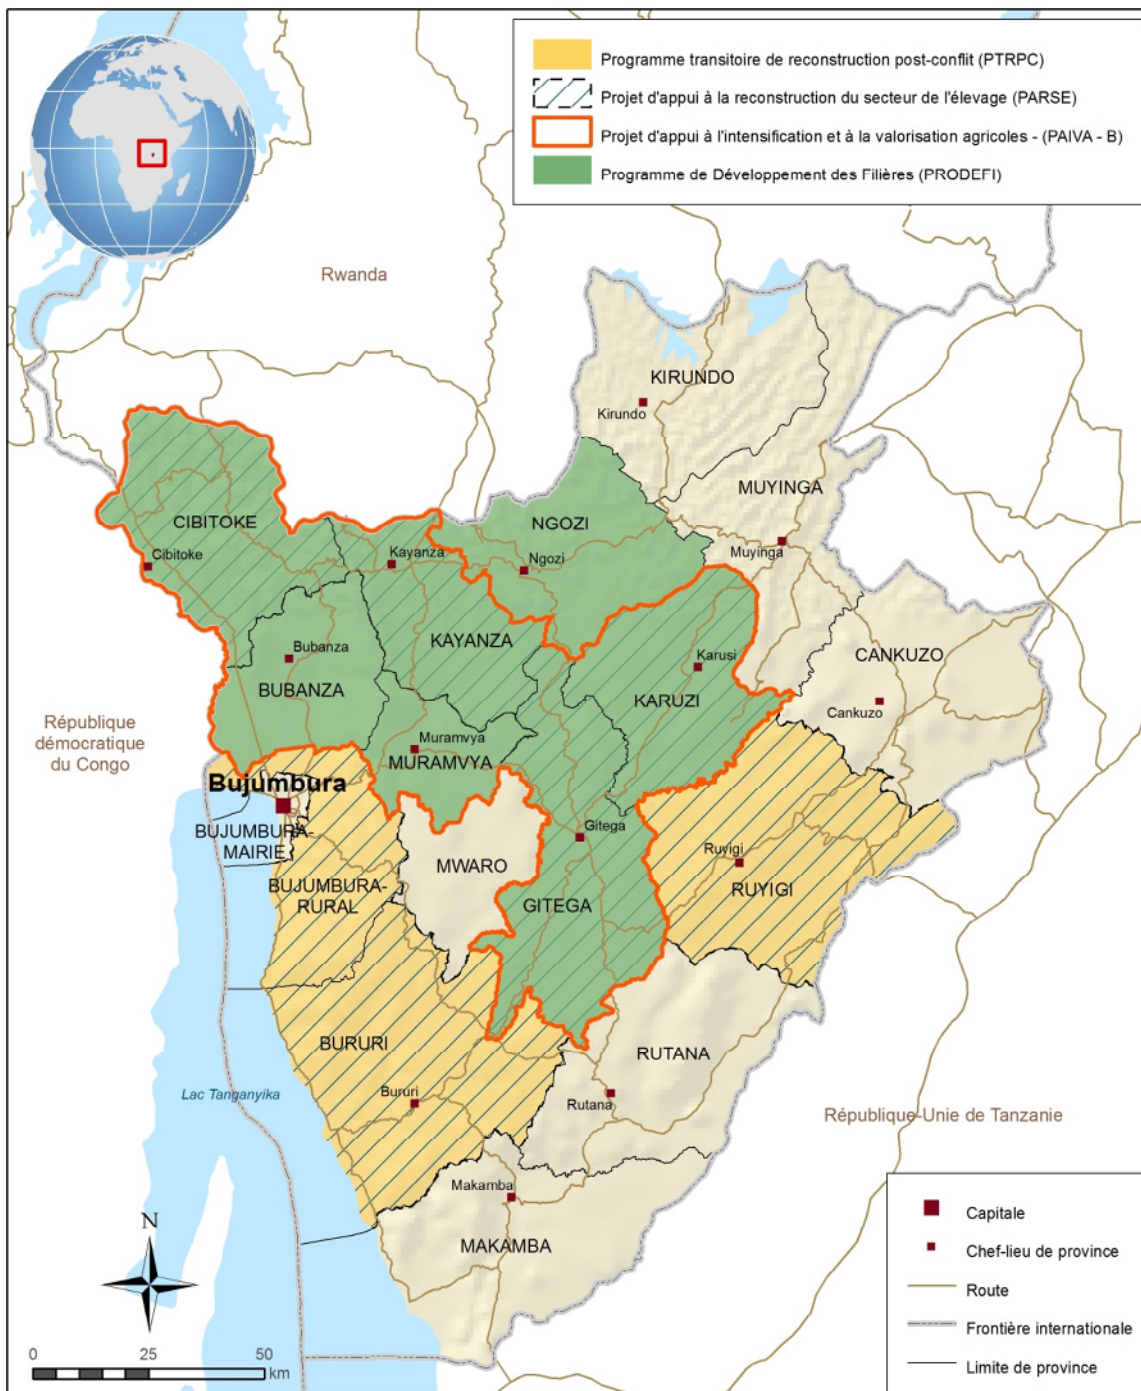 Programme transitoire de reconstruction post-conflit (PTRPC)
Projet d'appui à la reconstruction du secteur de l'élevage (PARSE)
Projet d'appui à l'intensification et à la valorisation agricoles - (PAIVA - B)
Programme de Développement des Filières (PRODEFI)
Rwanda
KIRUNDO
Kirundo
MUYINGA
Muyinga
NGOZI
Ngozi
CIBITOKE
Cibitoke
Kayanza
KAYANZA
Bubanza
BUBANZA
Karusi
KARUZI
CANKUZO
Cankuzo
République
démocratique
du Congo
Muramvya
MURAMVYA
Bujumbura
BUJUMBURA-
MAIRIE
BUJUMBURA-
RURAL
MWARO
Gitega
GITEGA
Ruyigi
RUYIGI
BURURI
Bururi
RUTANA
Rutana
Lac Tanganyika
République-Unie de Tanzanie
Makamba
MAKAMBA
N
0 25 50
km
Capitale
Chef-lieu de province
Route
Frontière internationale
Limite de province